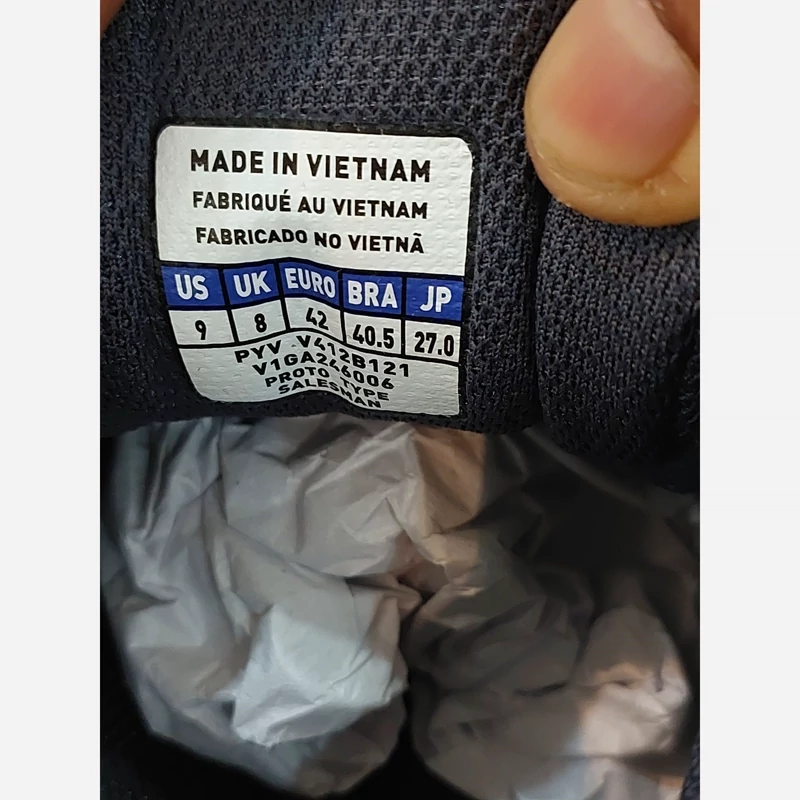 MADE IN VIETNAM
FABRIQUÉ AU VIETNAM
FABRICADO NO VIETNÃ
US UK EURO BRA JP
9 8 42 40.5 27.0
PYV .V412B121
V1GA246006
PROTO TYPE
SALESMAN